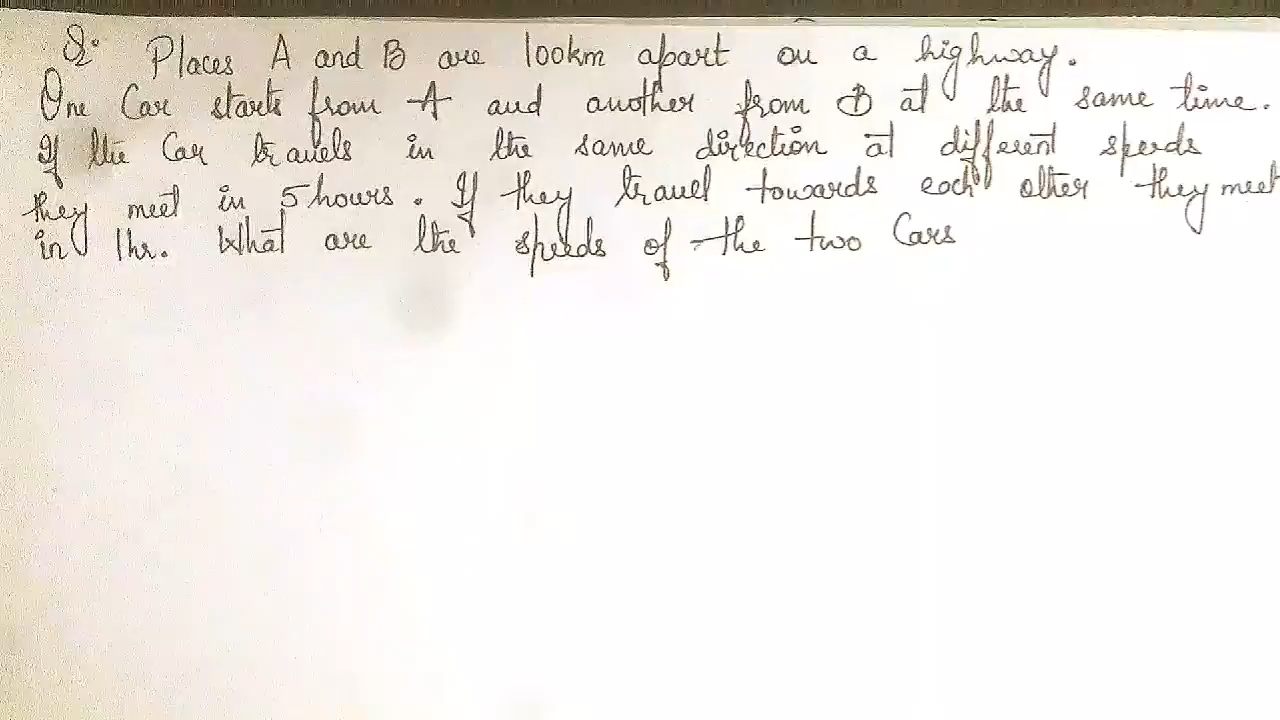 Q: Places A and B are 100km apart on a highway.
One Car starts from A and another from B at the same time.
If the Car travels in the same direction at different speeds
they meet in 5 hours. If they travel towards each other they meet
in 1hr. What are the speeds of the two Cars